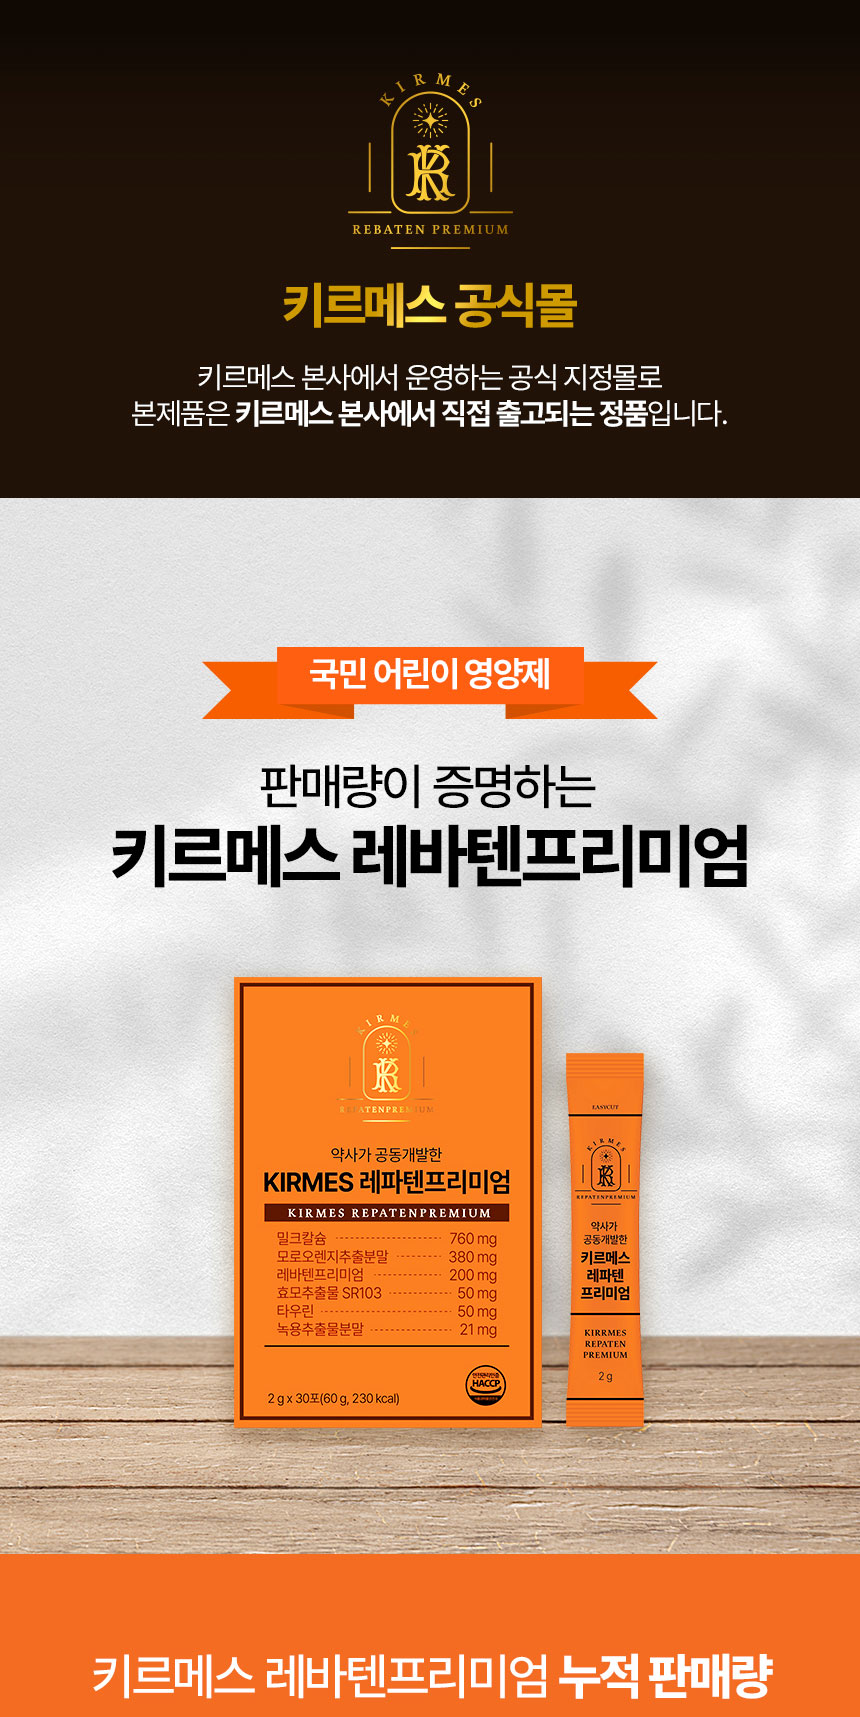 KIRMES
REBATEN PREMIUM
키르메스 공식몰
키르메스 본사에서 운영하는 공식 지정몰로
본제품은 키르메스 본사에서 직접 출고되는 정품입니다.
국민 어린이 영양제
판매량이 증명하는
키르메스 레바텐프리미엄
KIRMES
REBATENPREMIUM
약사가 공동개발한
KIRMES 레파텐프리미엄
KIRMES REPATENPREMIUM
밀크칼슘 760 mg
모로오렌지추출분말 380 mg
레바텐프리미엄 200 mg
효모추출물 SR103 50 mg
타우린 50 mg
녹용추출물분말 21 mg
2 g x 30포(60 g, 230 kcal)
안전관리인증
HACCP
EASYCUT
KIRMES
REPATENPREMIUM
약사가
공동개발한
키르메스
레파텐
프리미엄
KIRRMES
REPATEN
PREMIUM
2 g
키르메스 레바텐프리미엄 누적 판매량